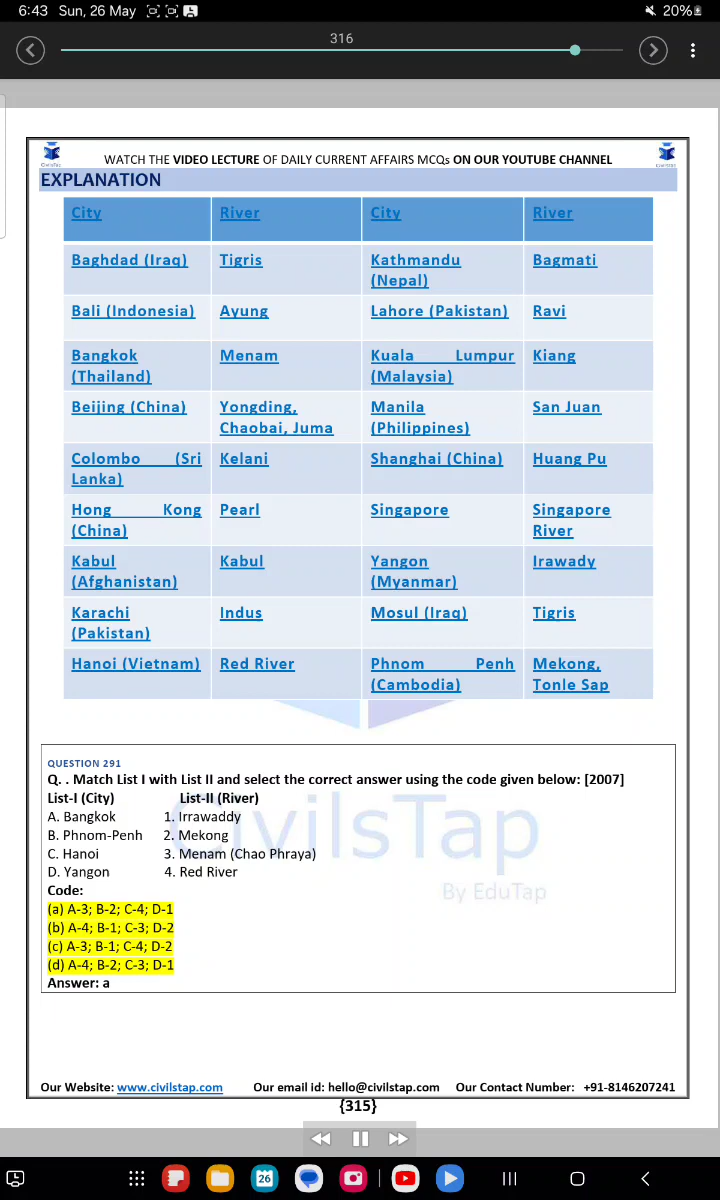 6:43 Sun, 26 May
20%
316
WATCH THE VIDEO LECTURE OF DAILY CURRENT AFFAIRS MCQs ON OUR YOUTUBE CHANNEL
EXPLANATION
City River City River
Baghdad (Iraq) Tigris Kathmandu (Nepal) Bagmati
Bali (Indonesia) Ayung Lahore (Pakistan) Ravi
Bangkok (Thailand) Menam Kuala Lumpur (Malaysia) Kiang
Beijing (China) Yongding, Chaobai, Juma Manila (Philippines) San Juan
Colombo (Sri Lanka) Kelani Shanghai (China) Huang Pu
Hong Kong (China) Pearl Singapore Singapore River
Kabul (Afghanistan) Kabul Yangon (Myanmar) Irawady
Karachi (Pakistan) Indus Mosul (Iraq) Tigris
Hanoi (Vietnam) Red River Phnom Penh (Cambodia) Mekong, Tonle Sap
QUESTION 291
Q. . Match List I with List II and select the correct answer using the code given below: [2007]
List-I (City) List-II (River)
A. Bangkok 1. Irrawaddy
B. Phnom-Penh 2. Mekong
C. Hanoi 3. Menam (Chao Phraya)
D. Yangon 4. Red River
Code:
(a) A-3; B-2; C-4; D-1
(b) A-4; B-1; C-3; D-2
(c) A-3; B-1; C-4; D-2
(d) A-4; B-2; C-3; D-1
Answer: a
CivilsTap
By EduTap
Our Website: www.civilstap.com Our email id: hello@civilstap.com Our Contact Number: +91-8146207241
{315}
26